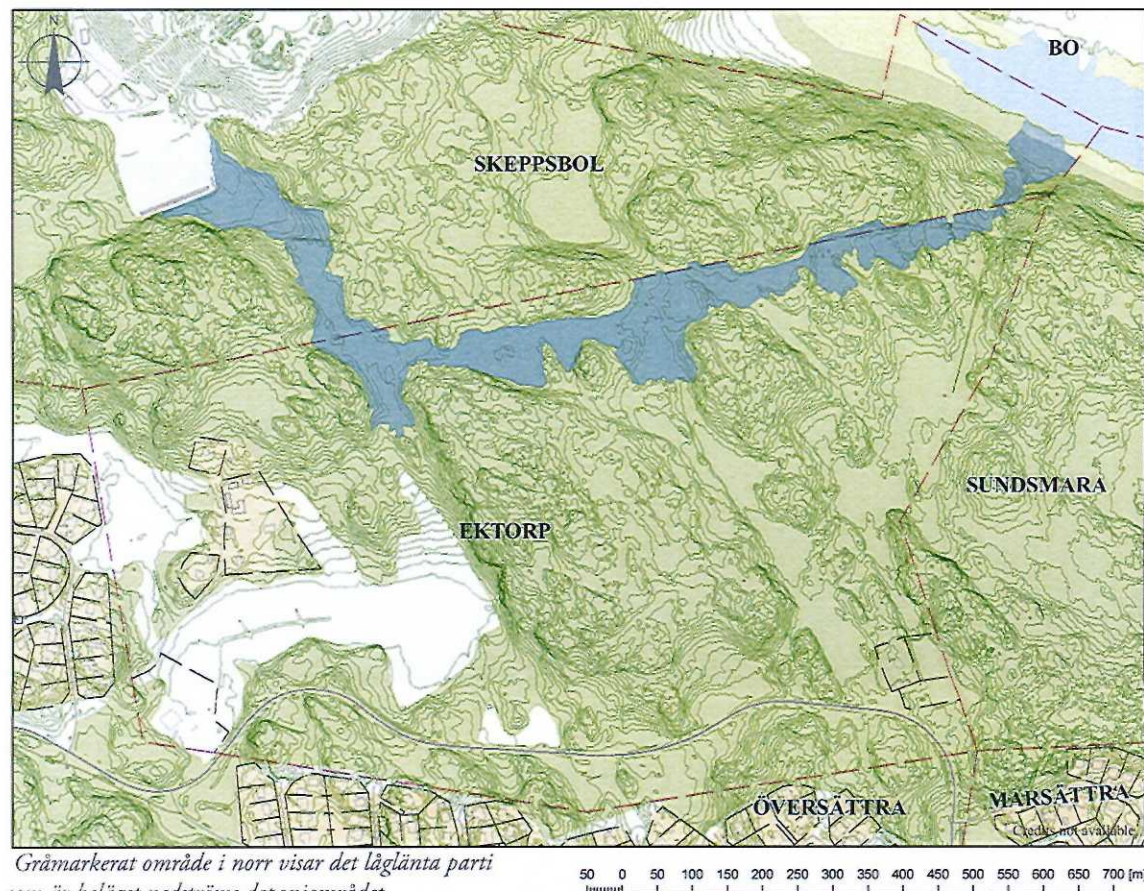 N
BO
SKEPPSBOL
SUNDSMARA
EKTORP
ÖVERSÄTTRA
MARSÄTTRA
Credits not available
Gråmarkerat område i norr visar det låglänta parti
50 0 50 100 150 200 250 300 350 400 450 500 550 600 650 700 [m